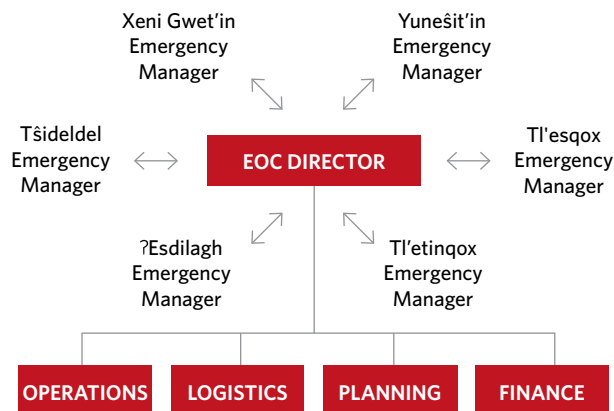 Xeni Gwet’in
Emergency
Manager
Yuneŝit’in
Emergency
Manager
Tŝideldel
Emergency
Manager
EOC DIRECTOR
Tl'esqox
Emergency
Manager
ʔEsdilagh
Emergency
Manager
Tl’etinqox
Emergency
Manager
OPERATIONS
LOGISTICS
PLANNING
FINANCE